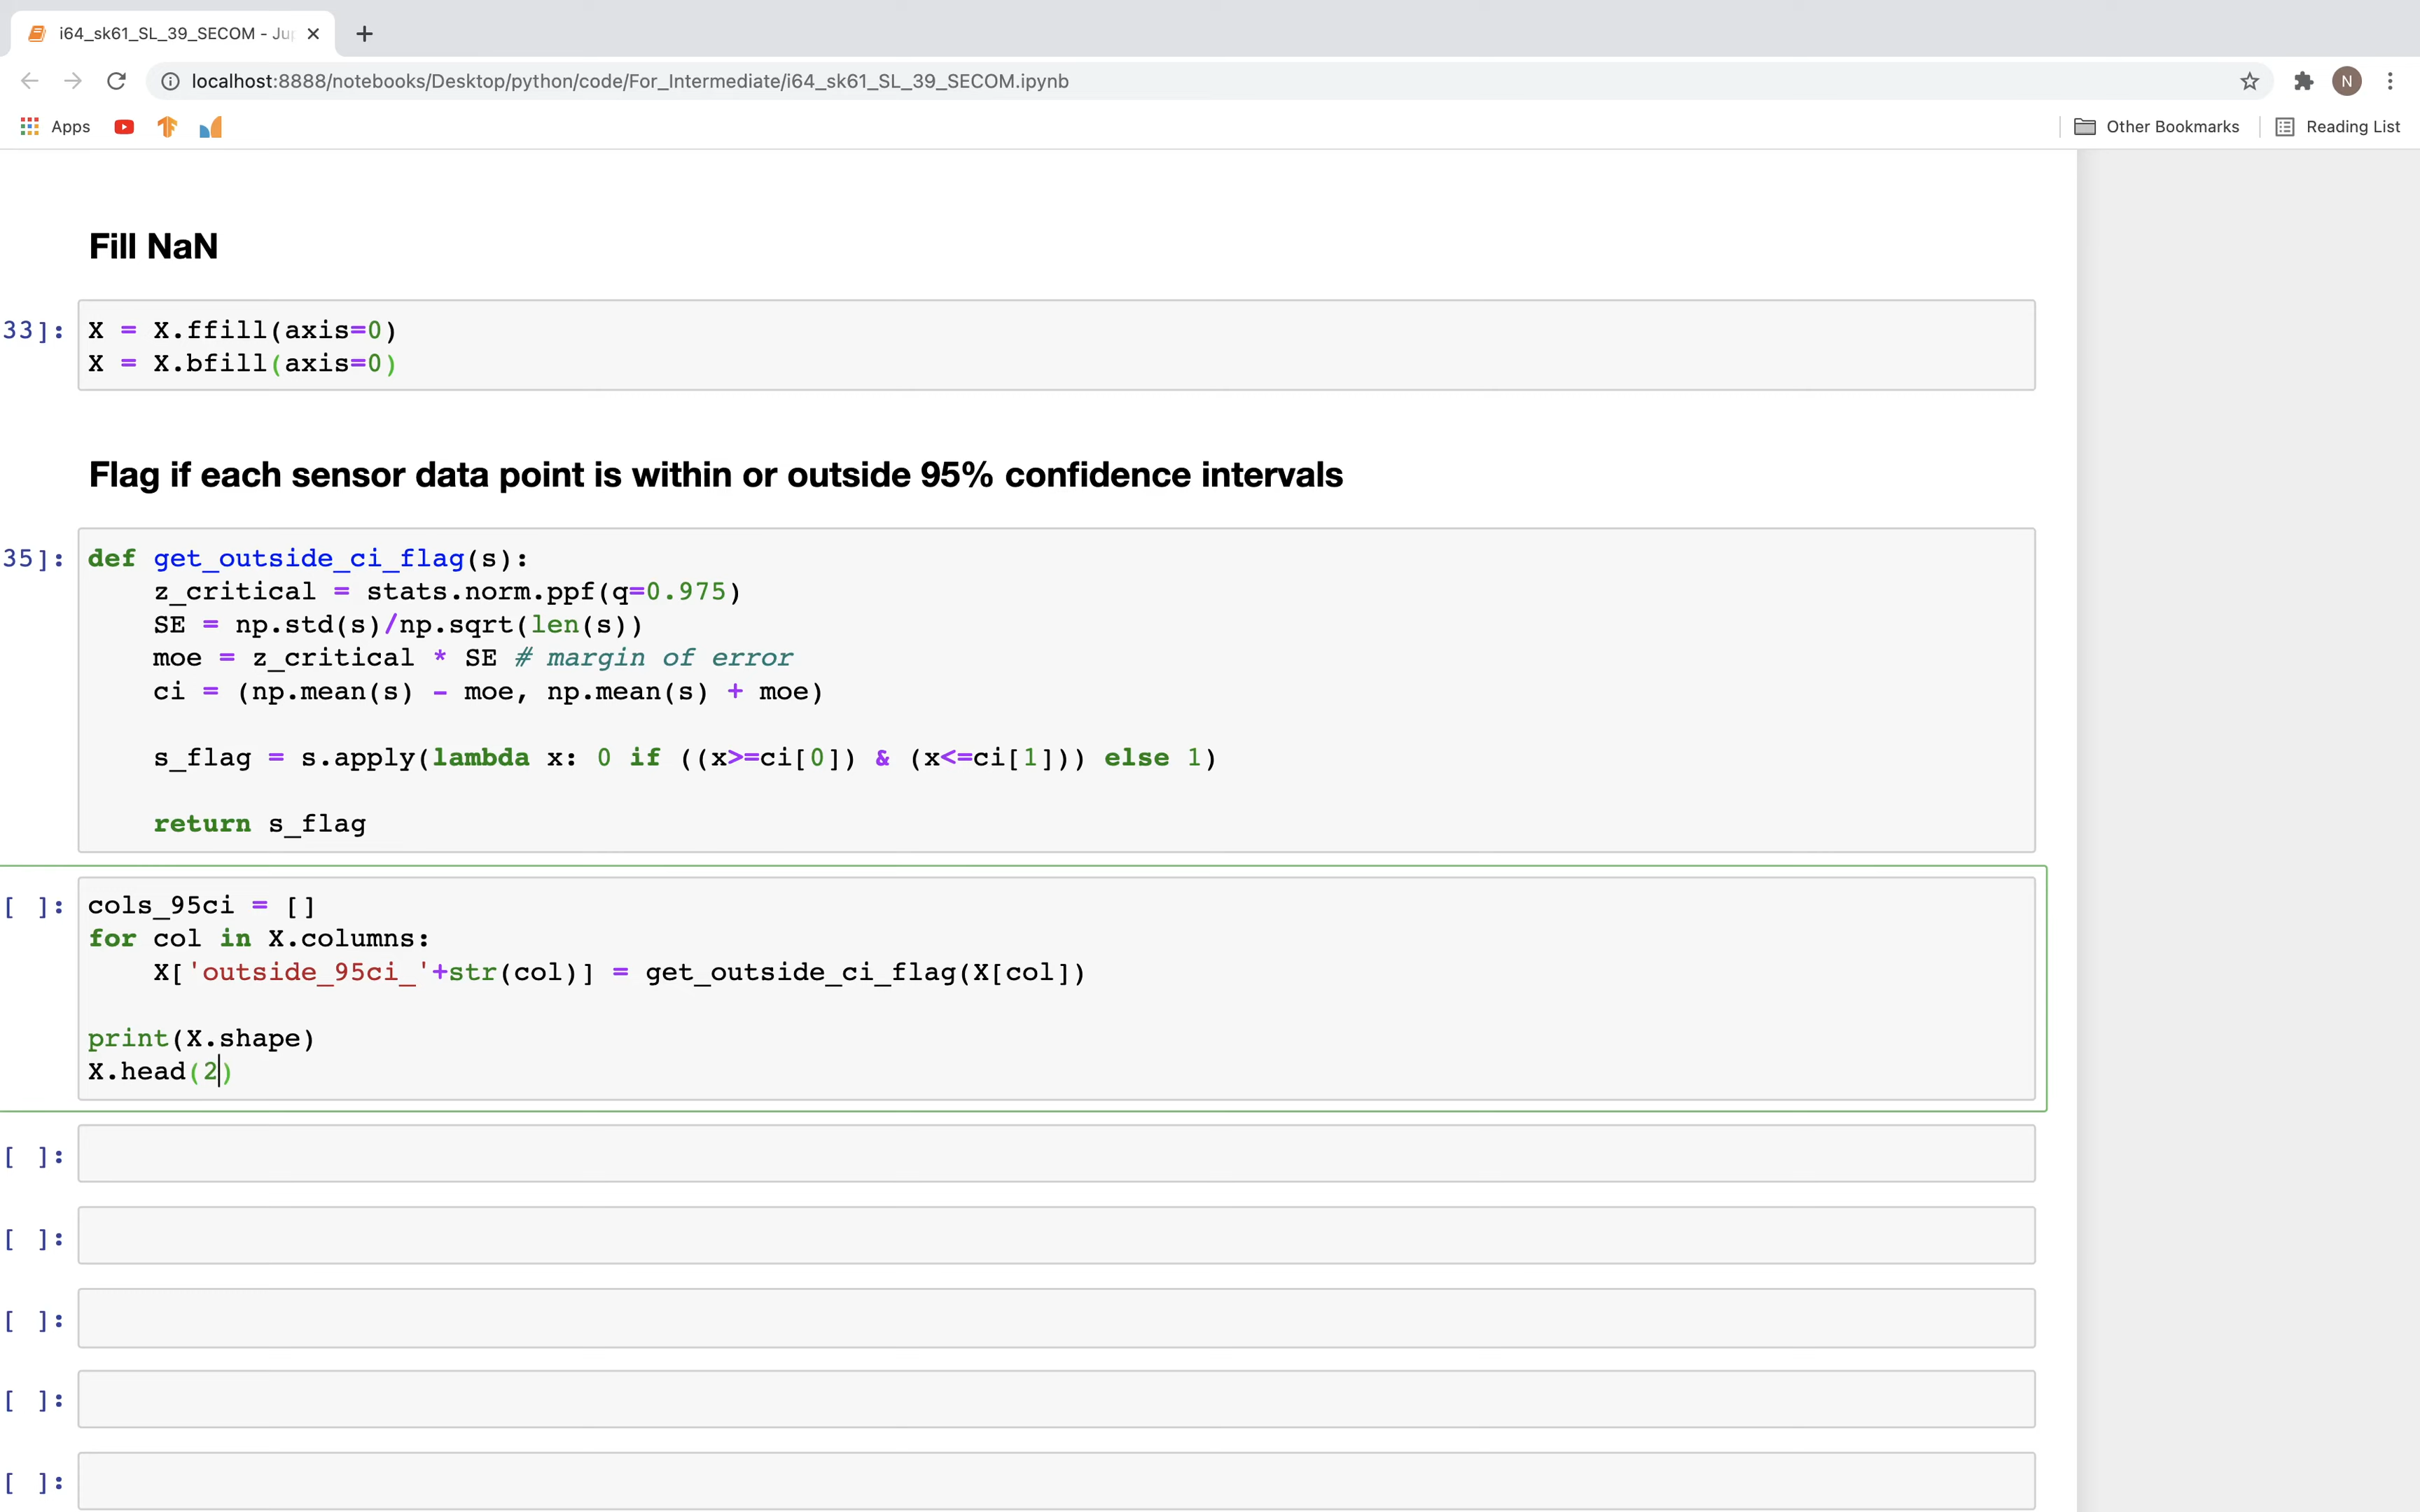 i64_sk61_SL_39_SECOM - Ju
localhost:8888/notebooks/Desktop/python/code/For_Intermediate/i64_sk61_SL_39_SECOM.ipynb
N
Apps
Other Bookmarks
Reading List
Fill NaN
33]:
X = X.ffill(axis=0)
X = X.bfill(axis=0)
Flag if each sensor data point is within or outside 95% confidence intervals
35]:
def get_outside_ci_flag(s):
    z_critical = stats.norm.ppf(q=0.975)
    SE = np.std(s)/np.sqrt(len(s))
    moe = z_critical * SE # margin of error
    ci = (np.mean(s) - moe, np.mean(s) + moe)
    s_flag = s.apply(lambda x: 0 if ((x>=ci[0]) & (x<=ci[1])) else 1)
    return s_flag
[ ]:
cols_95ci = []
for col in X.columns:
    X['outside_95ci_'+str(col)] = get_outside_ci_flag(X[col])
print(X.shape)
X.head(2)
[ ]:
[ ]:
[ ]:
[ ]:
[ ]: